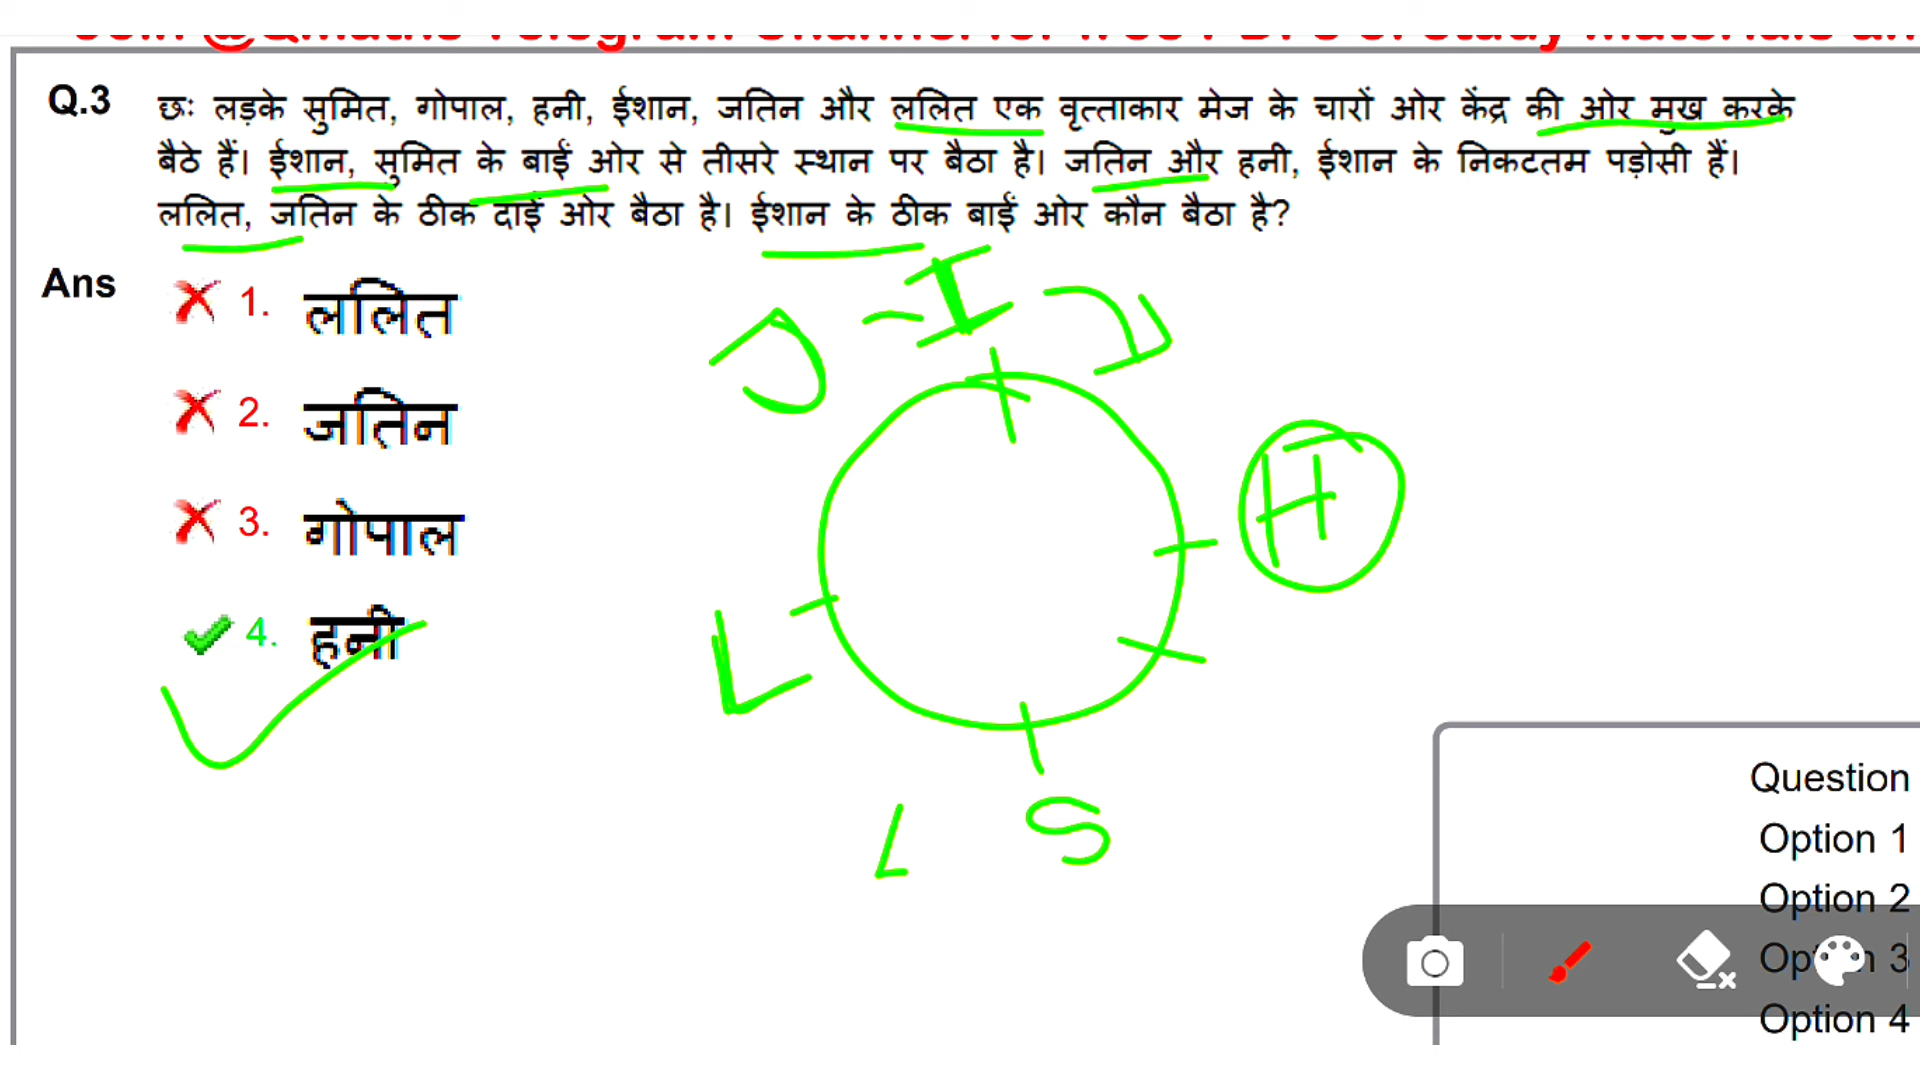 Q.3 छः लड़के सुमित, गोपाल, हनी, ईशान, जतिन और ललित एक वृत्ताकार मेज के चारों ओर केंद्र की ओर मुख करके
बैठे हैं। ईशान, सुमित के बाईं ओर से तीसरे स्थान पर बैठा है। जतिन और हनी, ईशान के निकटतम पड़ोसी हैं।
ललित, जतिन के ठीक दाईं ओर बैठा है। ईशान के ठीक बाईं ओर कौन बैठा है?
Ans
1. ललित
2. जतिन
3. गोपाल
4. हनी
I
J
H
L
L
S
Question
Option 1
Option 2
Option 4